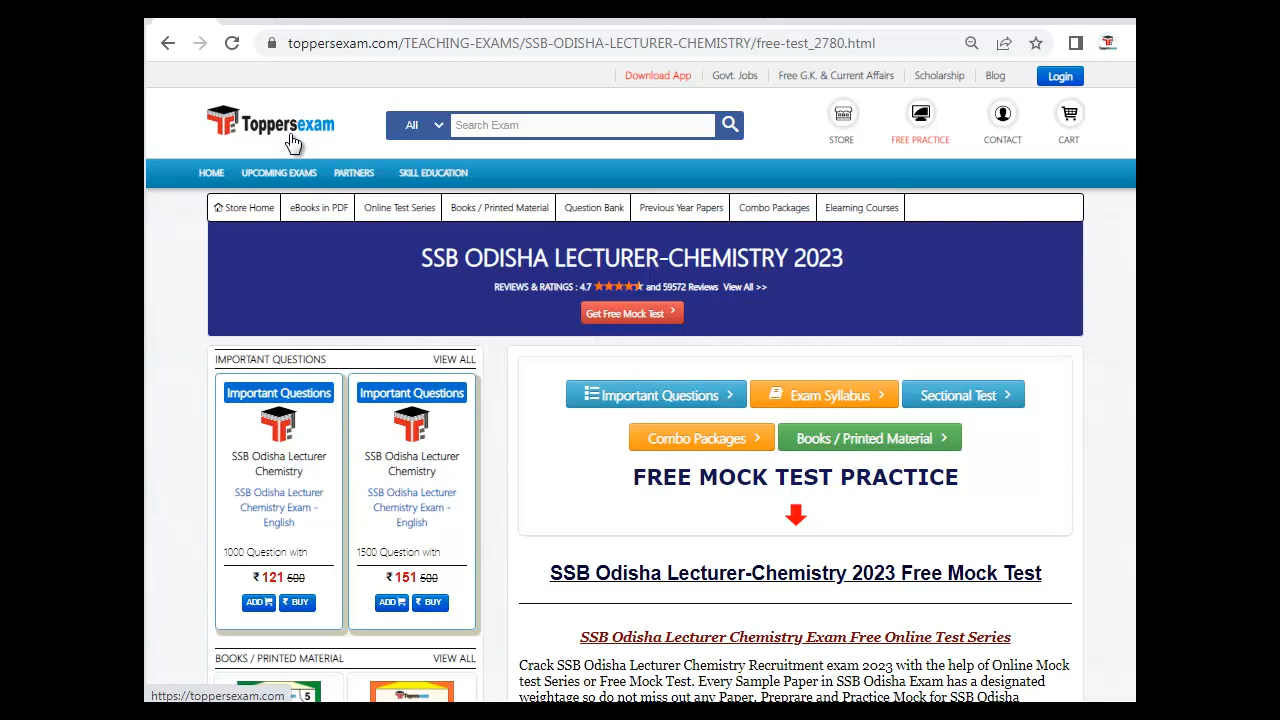 toppersexam.com/TEACHING-EXAMS/SSB-ODISHA-LECTURER-CHEMISTRY/free-test_2780.html
Download App Govt. Jobs Free G.K. & Current Affairs Scholarship Blog Login
Toppersexam All Search Exam
STORE FREE PRACTICE CONTACT CART
HOME UPCOMING EXAMS PARTNERS SKILL EDUCATION
Store Home eBooks in PDF Online Test Series Books / Printed Material Question Bank Previous Year Papers Combo Packages Elearning Courses
SSB ODISHA LECTURER-CHEMISTRY 2023
REVIEWS & RATINGS : 4.7 and 59572 Reviews View All >>
Get Free Mock Test
IMPORTANT QUESTIONS VIEW ALL
Important Questions
SSB Odisha Lecturer
Chemistry
SSB Odisha Lecturer
Chemistry Exam -
English
1000 Question with
₹ 121 500
ADD ₹ BUY
Important Questions
SSB Odisha Lecturer
Chemistry
SSB Odisha Lecturer
Chemistry Exam -
English
1500 Question with
₹ 151 500
ADD ₹ BUY
BOOKS / PRINTED MATERIAL VIEW ALL
5
https://toppersexam.com
Important Questions Exam Syllabus Sectional Test
Combo Packages Books / Printed Material
FREE MOCK TEST PRACTICE
SSB Odisha Lecturer-Chemistry 2023 Free Mock Test
SSB Odisha Lecturer Chemistry Exam Free Online Test Series
Crack SSB Odisha Lecturer Chemistry Recruitment exam 2023 with the help of Online Mock
test Series or Free Mock Test. Every Sample Paper in SSB Odisha Exam has a designated
weightage so do not miss out any Paper. Preprare and Practice Mock for SSB Odisha